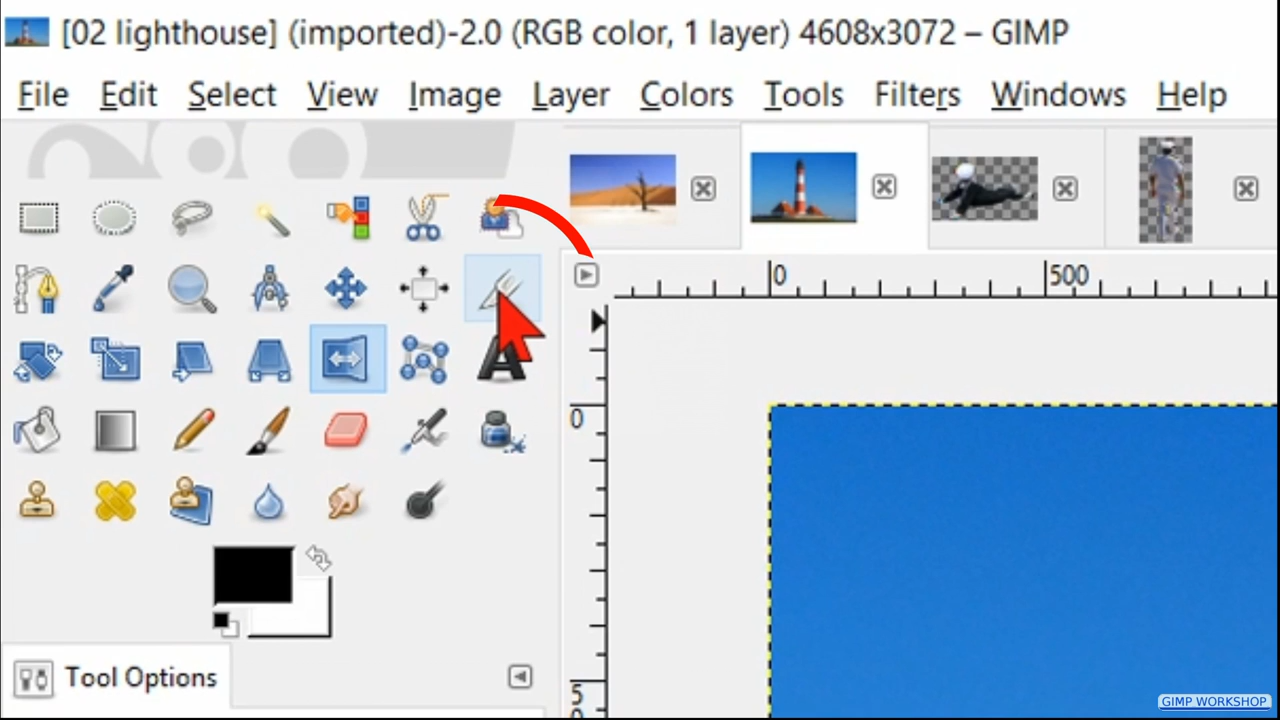 [02 lighthouse] (imported)-2.0 (RGB color, 1 layer) 4608x3072 – GIMP
File Edit Select View Image Layer Colors Tools Filters Windows Help
0 500
0
5
Tool Options
GIMP WORKSHOP